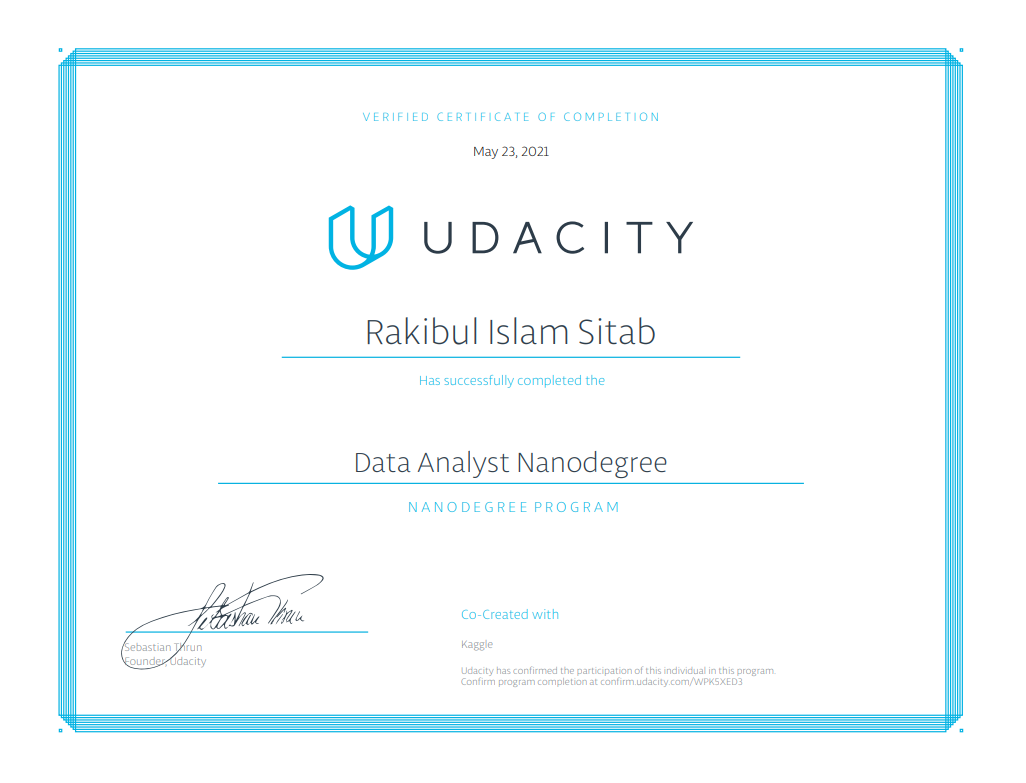 VERIFIED CERTIFICATE OF COMPLETION
May 23, 2021
UDACITY
Rakibul Islam Sitab
Has successfully completed the
Data Analyst Nanodegree
NANODEGREE PROGRAM
Sebastian Thrun
Sebastian Thrun
Founder, Udacity
Co-Created with
Kaggle
Udacity has confirmed the participation of this individual in this program.
Confirm program completion at confirm.udacity.com/WPK5XED3